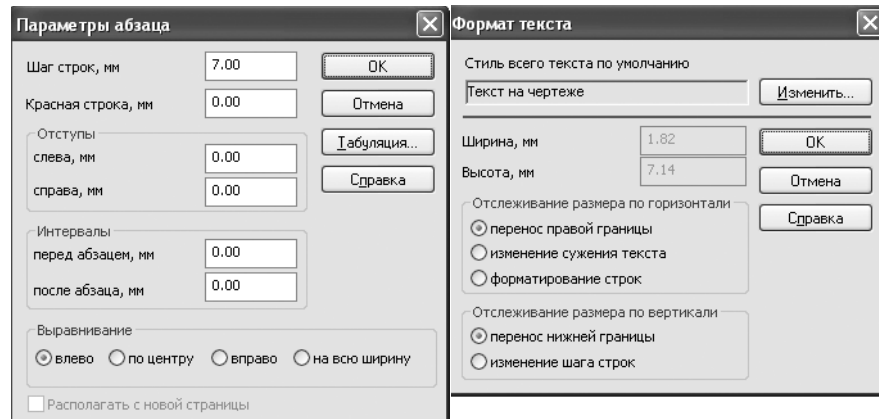 Параметры абзаца
Шаг строк, мм 7.00 OK
Красная строка, мм 0.00 Отмена
Отступы Табуляция...
слева, мм 0.00
справа, мм 0.00 Справка
Интервалы
перед абзацем, мм 0.00
после абзаца, мм 0.00
Выравнивание
влево по центру вправо на всю ширину
Располагать с новой страницы
Формат текста
Стиль всего текста по умолчанию
Текст на чертеже Изменить...
Ширина, мм 1.82 OK
Высота, мм 7.14 Отмена
Отслеживание размера по горизонтали
перенос правой границы Справка
изменение сужения текста
форматирование строк
Отслеживание размера по вертикали
перенос нижней границы
изменение шага строк